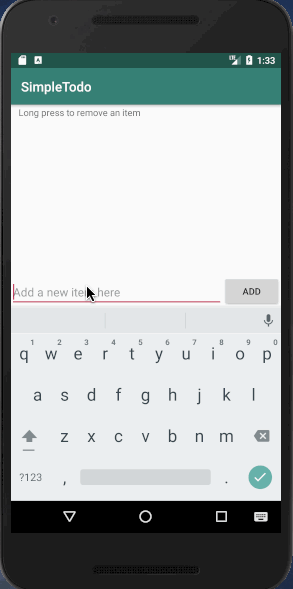 1:33
SimpleTodo
Long press to remove an item
Add a new item here
ADD
1 2 3 4 5 6 7 8 9 0
q w e r t y u i o p
a s d f g h j k l
z x c v b n m
?123 , .